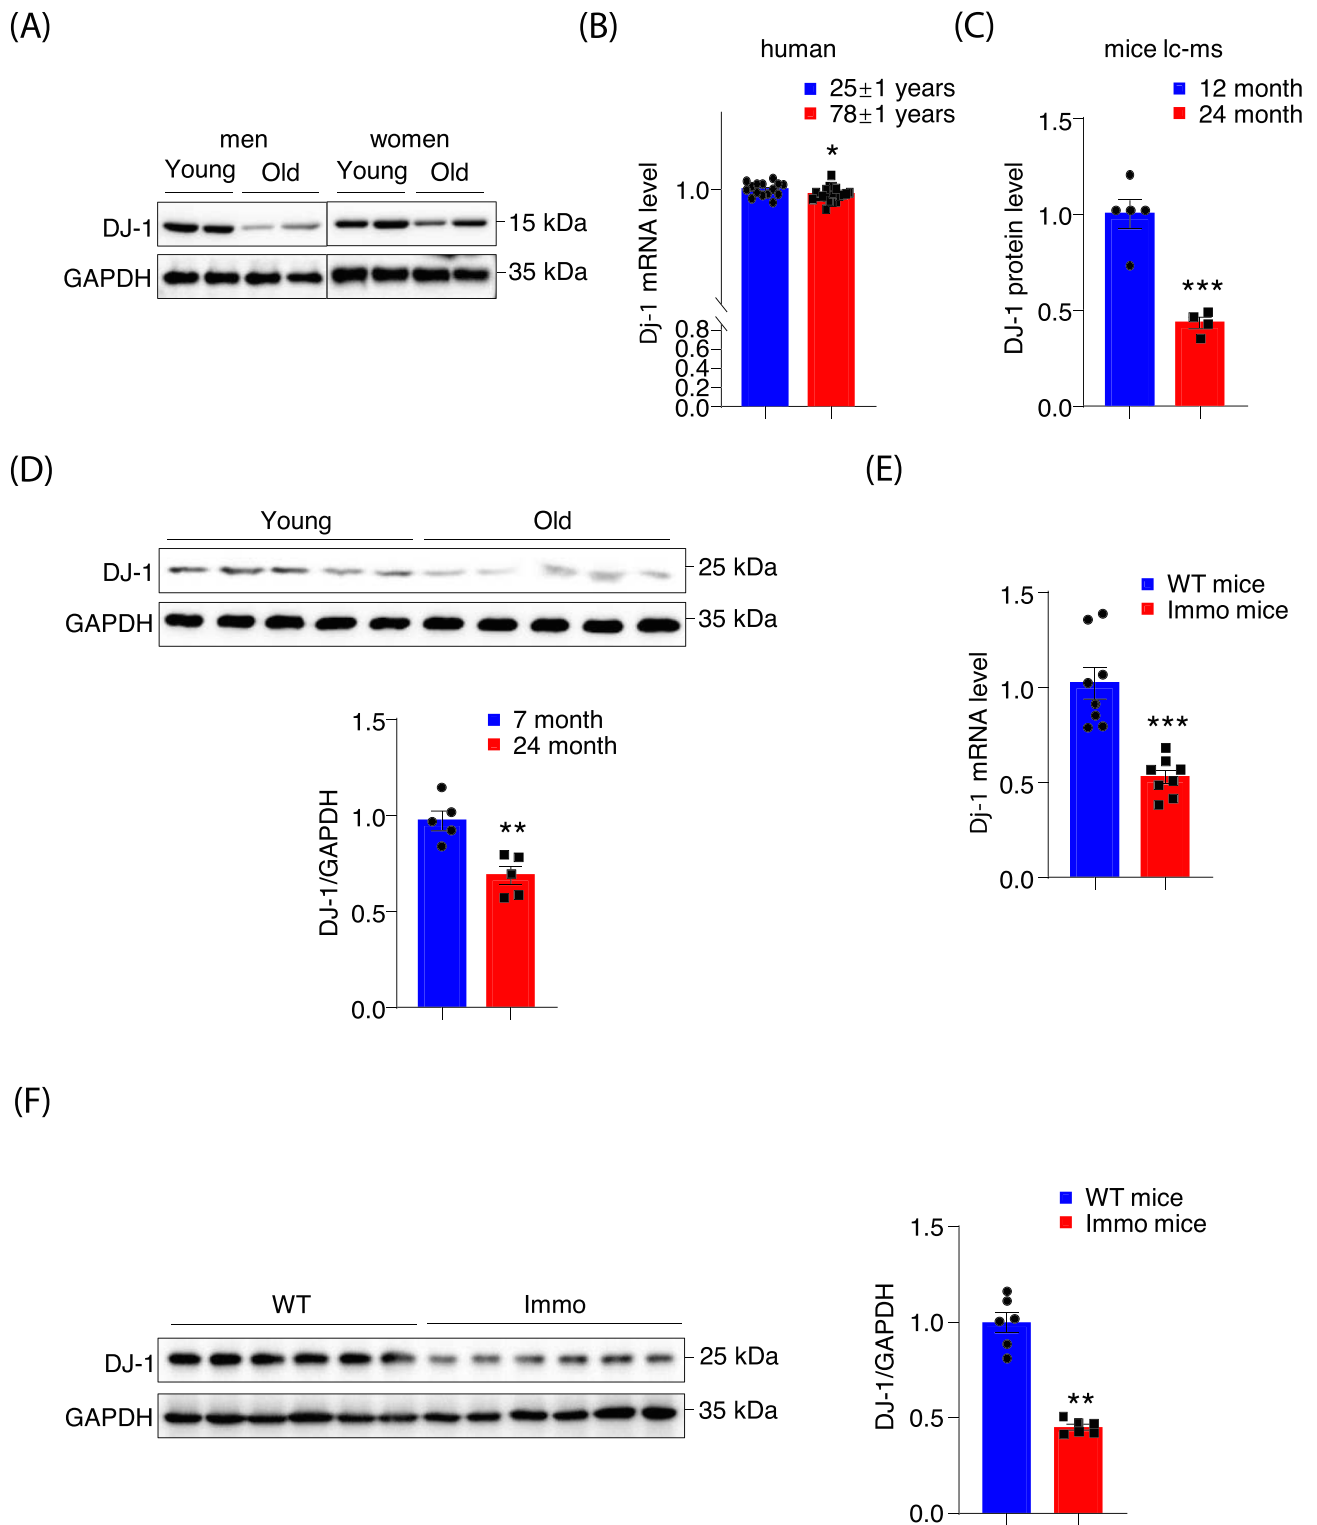 (A)
men
women
Young
Old
Young
Old
DJ-1
15 kDa
GAPDH
35 kDa
(B)
human
25±1 years
78±1 years
*
Dj-1 mRNA level
1.0
0.8
0.6
0.4
0.2
0.0
(C)
mice lc-ms
12 month
24 month
1.5
1.0
0.5
0.0
DJ-1 protein level
***
(D)
Young
Old
DJ-1
25 kDa
GAPDH
35 kDa
7 month
24 month
1.5
1.0
0.5
0.0
DJ-1/GAPDH
**
(E)
WT mice
Immo mice
1.5
1.0
0.5
0.0
Dj-1 mRNA level
***
(F)
WT
Immo
DJ-1
25 kDa
GAPDH
35 kDa
WT mice
Immo mice
1.5
1.0
0.5
0.0
DJ-1/GAPDH
**